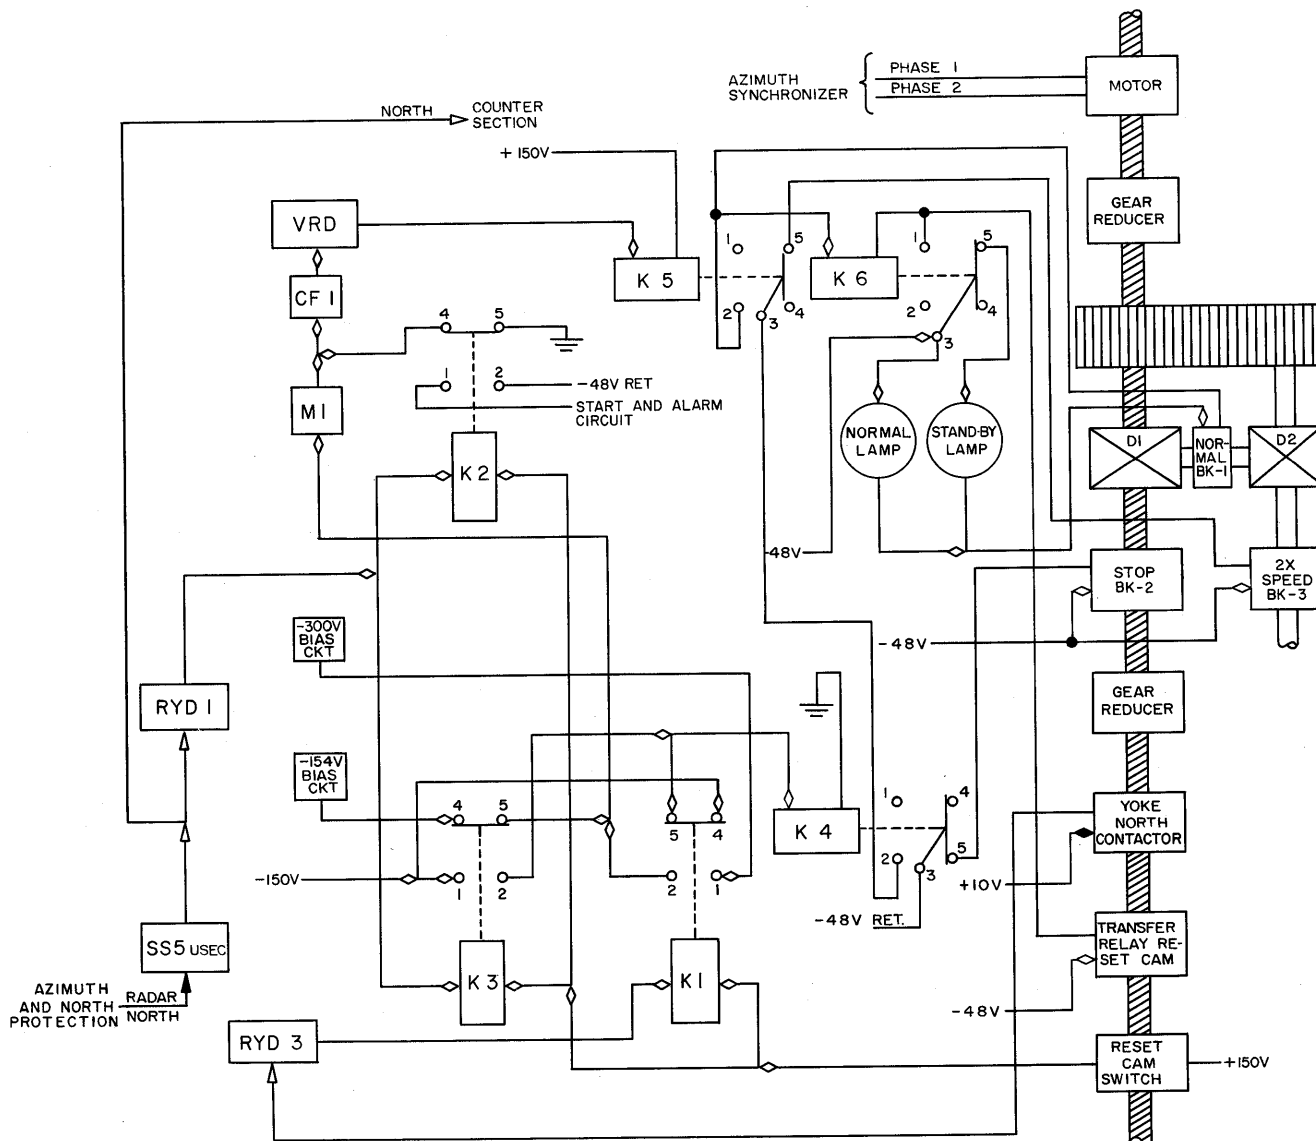 PHASE 1
AZIMUTH
SYNCHRONIZER
PHASE 2
MOTOR
NORTH
COUNTER
SECTION
+150V
GEAR
REDUCER
VRD
K 5
1
2
5
4
3
K 6
1
2
5
4
3
CF 1
4
5
1
2
-48V RET
START AND ALARM
CIRCUIT
M1
K 2
NORMAL
LAMP
STAND-BY
LAMP
D1
NOR-
MAL
BK-1
D2
-48V
STOP
BK-2
2X
SPEED
BK-3
-48V
-300V
BIAS
CKT
RYD 1
GEAR
REDUCER
-154V
BIAS
CKT
4
5
5
4
-150V
1
2
2
1
K 4
1
4
2
3
5
-48V RET.
YOKE
NORTH
CONTACTOR
+10V
SS5 USEC
K 3
K 1
TRANSFER
RELAY RE-
SET CAM
-48V
AZIMUTH
AND NORTH
PROTECTION
RADAR
NORTH
RYD 3
RESET
CAM
SWITCH
+150V